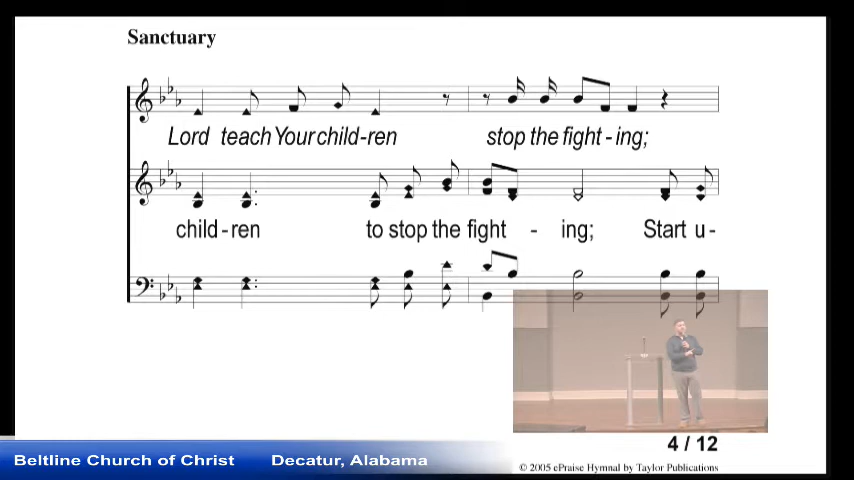 Sanctuary
Lord teach Your child-ren stop the fight-ing;
child-ren to stop the fight - ing; Start u-
4 / 12
Beltline Church of Christ Decatur, Alabama
© 2005 ePraise Hymnal by Taylor Publications